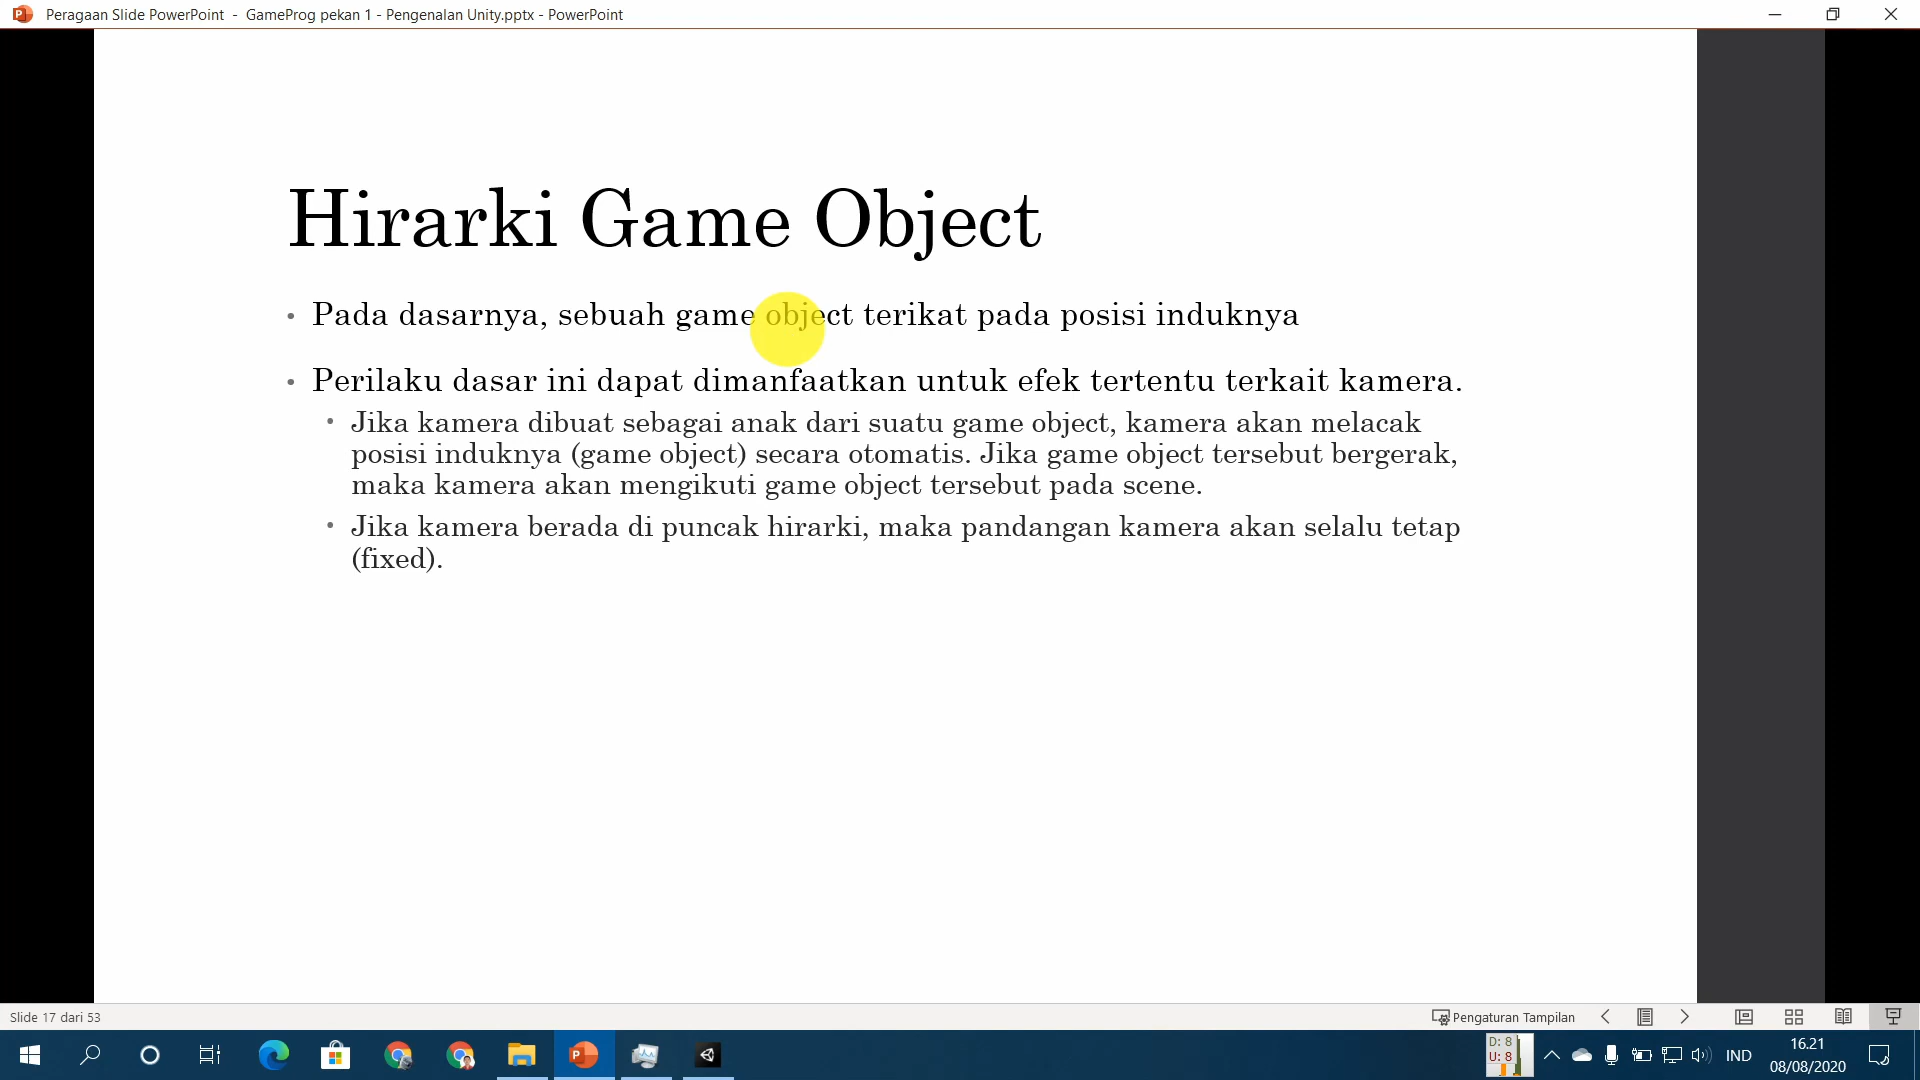 Peragaan Slide PowerPoint - GameProg pekan 1 - Pengenalan Unity.pptx - PowerPoint
Hirarki Game Object
• Pada dasarnya, sebuah game object terikat pada posisi induknya
• Perilaku dasar ini dapat dimanfaatkan untuk efek tertentu terkait kamera.
• Jika kamera dibuat sebagai anak dari suatu game object, kamera akan melacak
posisi induknya (game object) secara otomatis. Jika game object tersebut bergerak,
maka kamera akan mengikuti game object tersebut pada scene.
• Jika kamera berada di puncak hirarki, maka pandangan kamera akan selalu tetap
(fixed).
Slide 17 dari 53
Pengaturan Tampilan
D: 8
U: 8
IND
16.21
08/08/2020